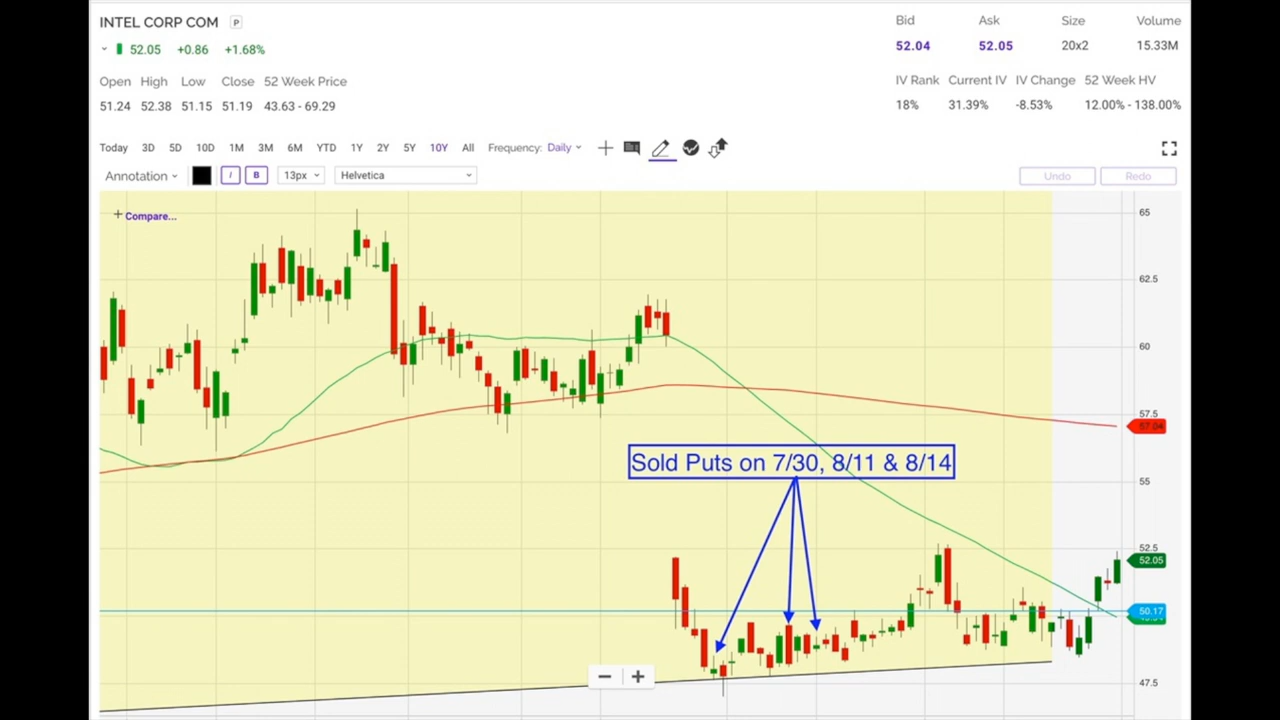 INTEL CORP COM P
Bid Ask Size Volume
52.05 +0.86 +1.68%
52.04 52.05 20x2 15.33M
Open High Low Close 52 Week Price
IV Rank Current IV IV Change 52 Week HV
51.24 52.38 51.15 51.19 43.63 - 69.29
18% 31.39% -8.53% 12.00% - 138.00%
Today 3D 5D 10D 1M 3M 6M YTD 1Y 2Y 5Y 10Y All Frequency: Daily
Annotation I B 13px Helvetica Undo Redo
+ Compare...
65
62.5
60
57.5
57.04
Sold Puts on 7/30, 8/11 & 8/14
55
52.5
52.05
50.17
47.5